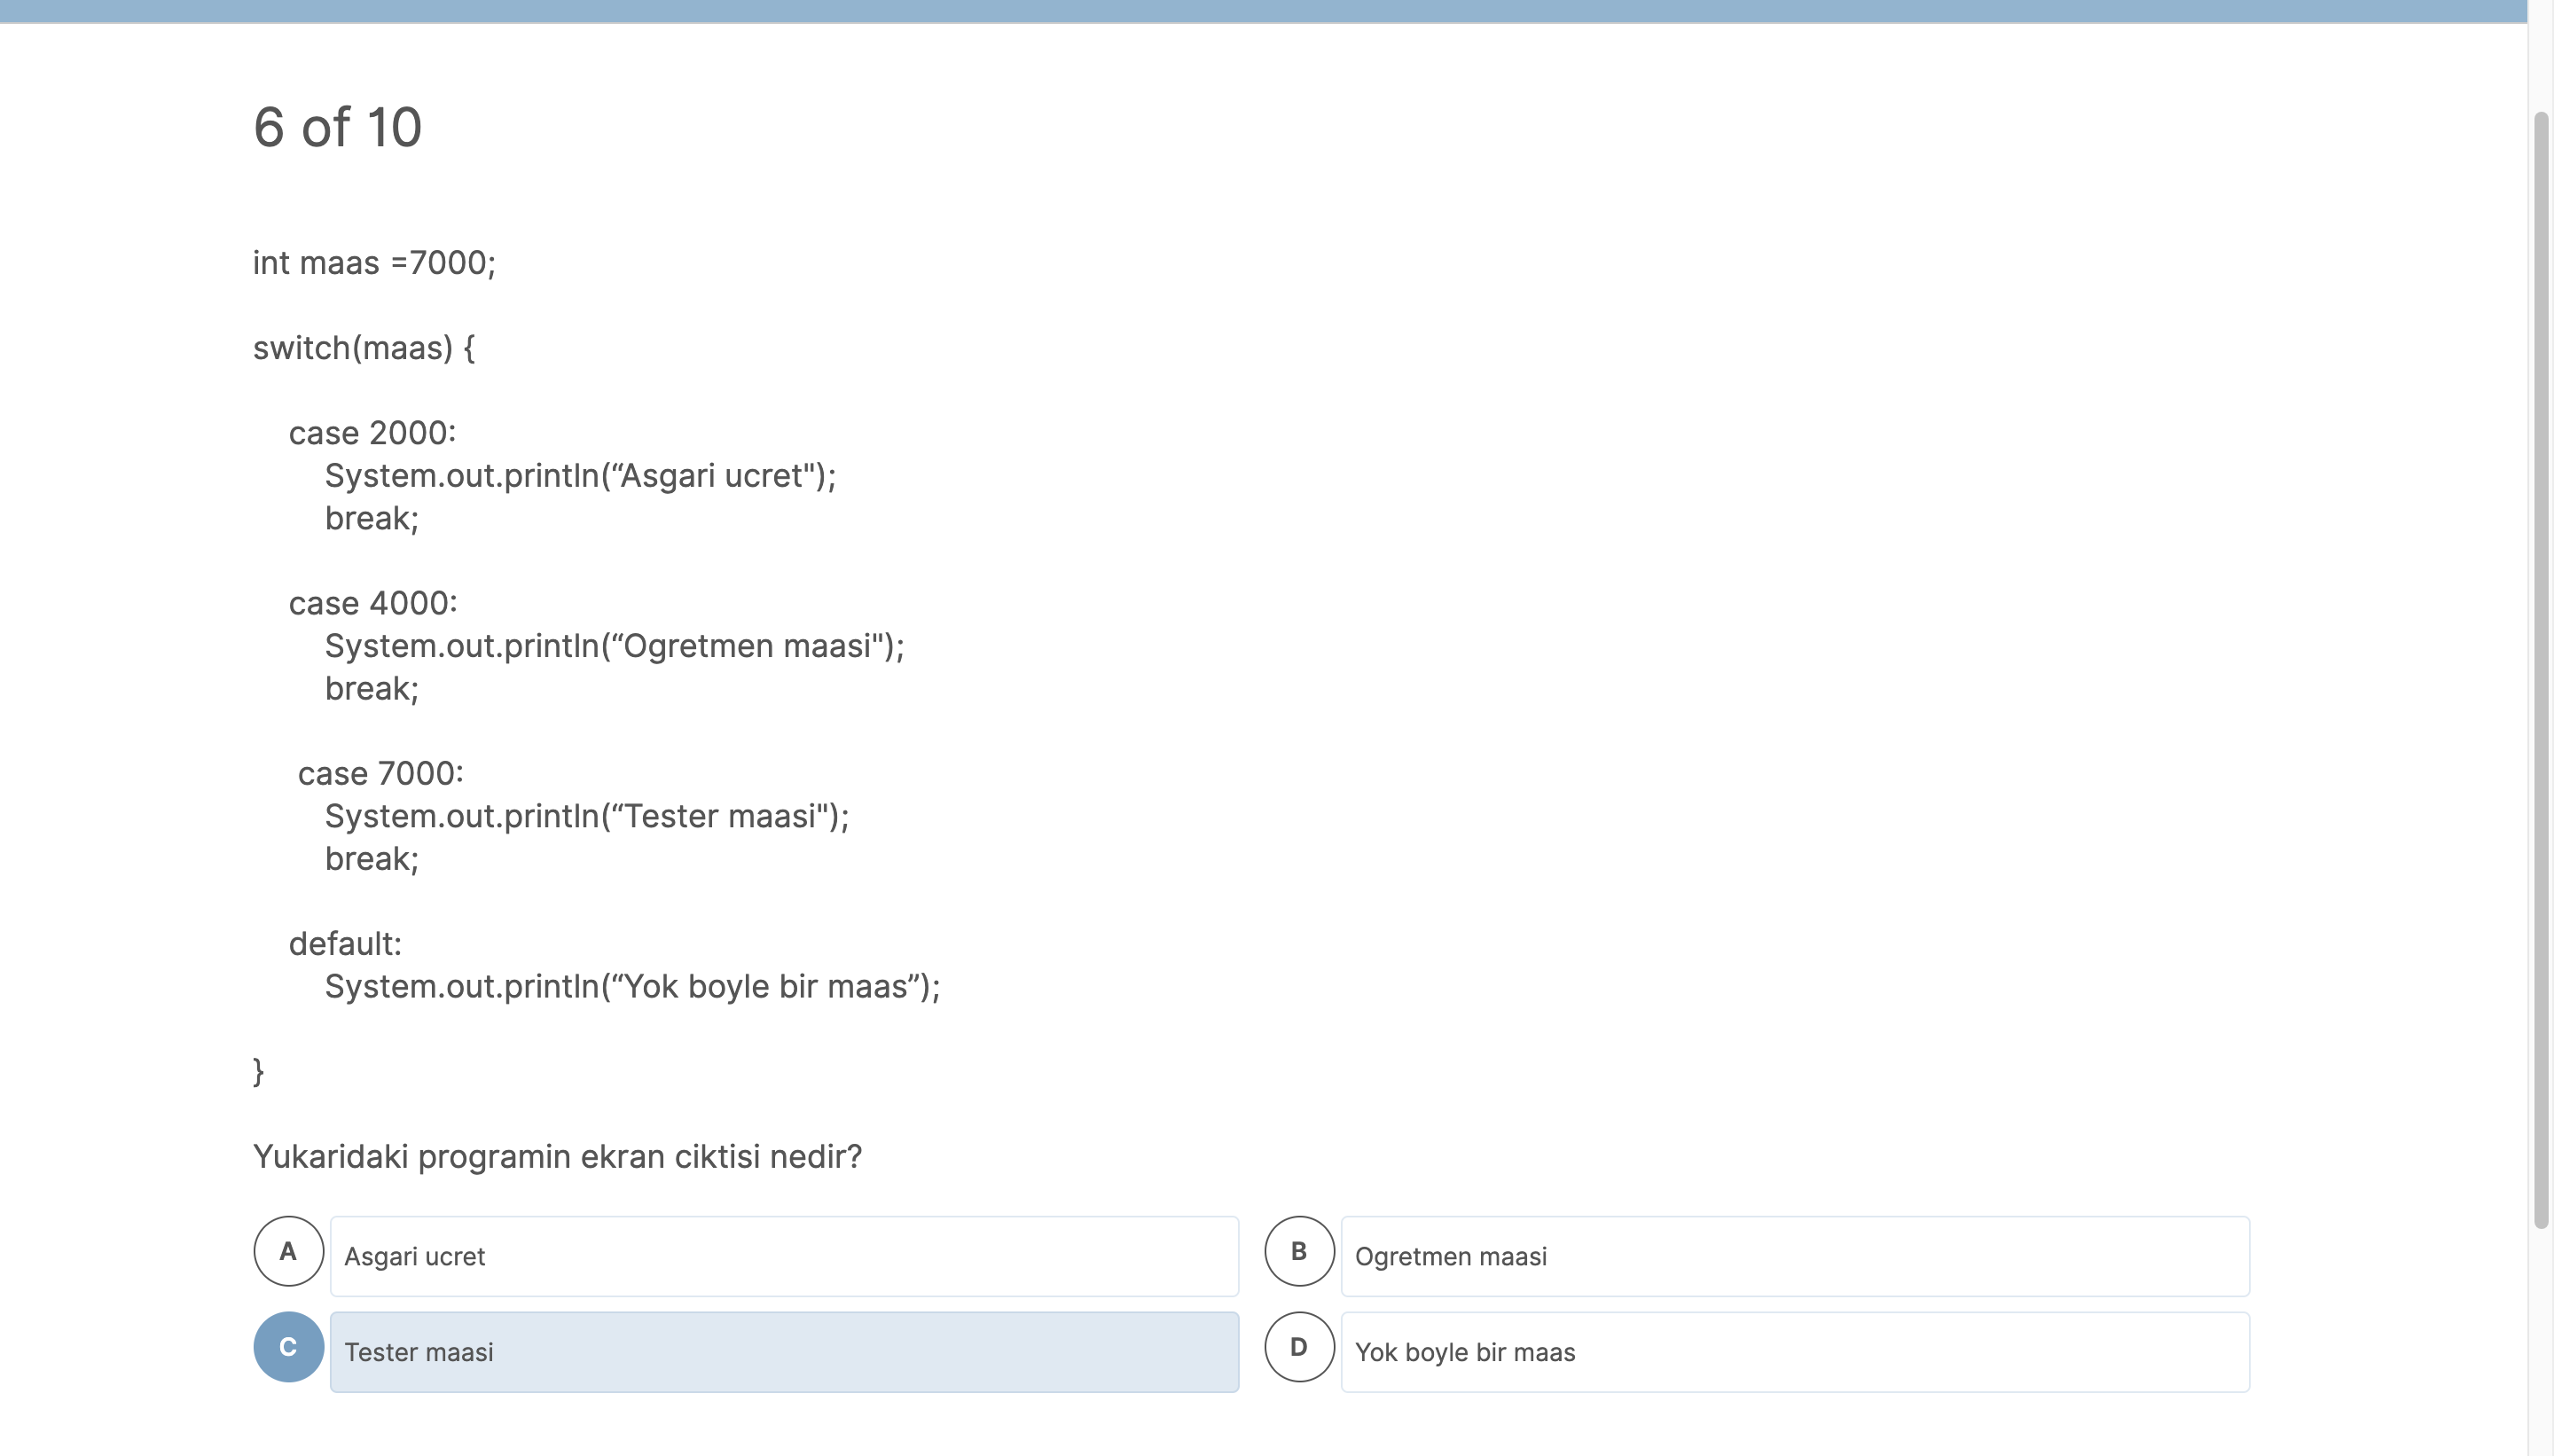 6 of 10
int maas =7000;
switch(maas) {
case 2000:
System.out.println(“Asgari ucret");
break;
case 4000:
System.out.println(“Ogretmen maasi");
break;
case 7000:
System.out.println(“Tester maasi");
break;
default:
System.out.println(“Yok boyle bir maas”);
}
Yukaridaki programin ekran ciktisi nedir?
A Asgari ucret
B Ogretmen maasi
C Tester maasi
D Yok boyle bir maas